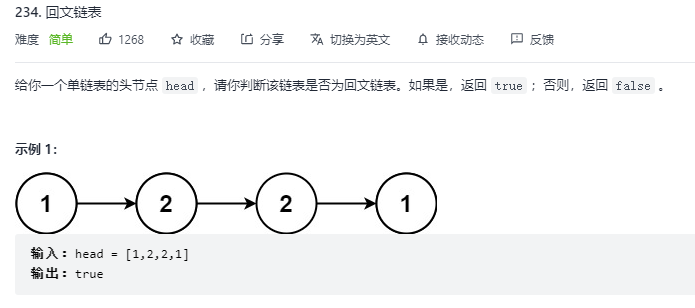 234. 回文链表
难度 简单 1268 收藏 分享 切换为英文 接收动态 反馈
给你一个单链表的头节点 head ，请你判断该链表是否为回文链表。如果是，返回 true ；否则，返回 false 。
示例 1：
1 2 2 1
输入：head = [1,2,2,1]
输出：true